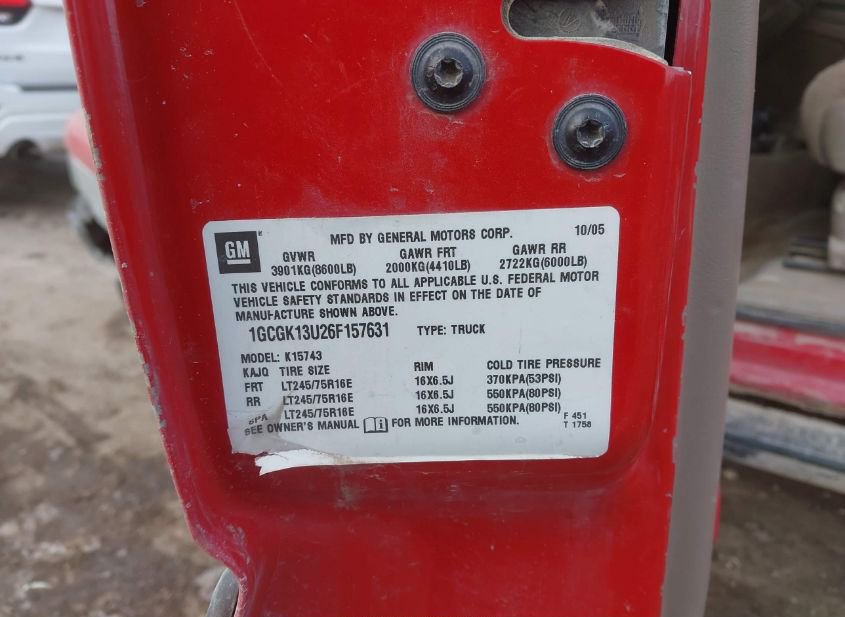 MFD BY GENERAL MOTORS CORP. 10/05
GM
GVWR GAWR FRT GAWR RR
3901KG(8600LB) 2000KG(4410LB) 2722KG(6000LB)
THIS VEHICLE CONFORMS TO ALL APPLICABLE U.S. FEDERAL MOTOR
VEHICLE SAFETY STANDARDS IN EFFECT ON THE DATE OF
MANUFACTURE SHOWN ABOVE.
1GCGK13U26F157631 TYPE: TRUCK
MODEL: K15743
KAJQ TIRE SIZE RIM COLD TIRE PRESSURE
FRT LT245/75R16E 16X6.5J 370KPA(53PSI)
RR LT245/75R16E 16X6.5J 550KPA(80PSI)
SPA LT245/75R16E 16X6.5J 550KPA(80PSI)
SEE OWNER'S MANUAL FOR MORE INFORMATION.
F 451
T 1758